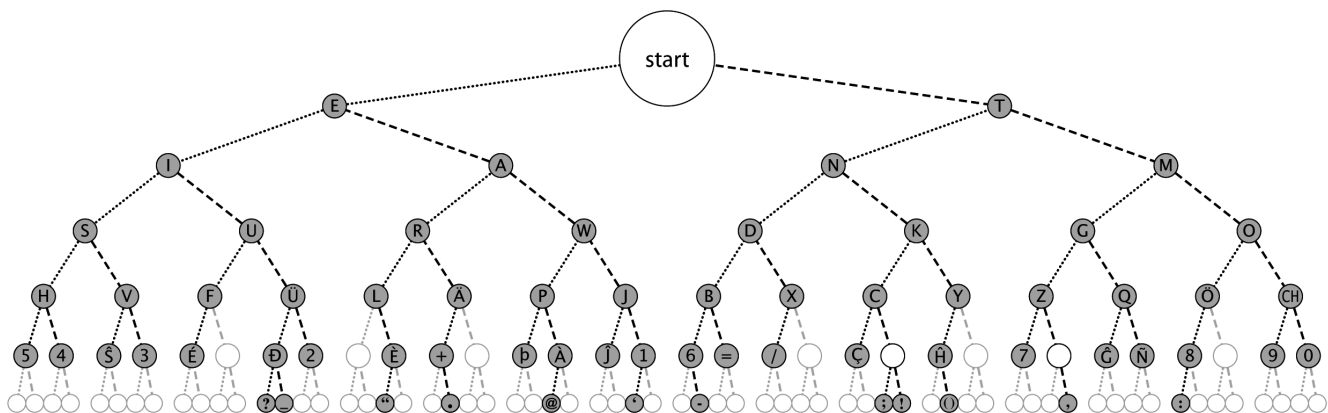 start
E T
I A N M
S U R W D K G O
H V F Ü L Ä P J B X C Y Z Q Ö CH
5 4 Ŝ 3 É Đ 2 È + þ À Ĵ 1 6 = / Ç Ĥ 7 Ĝ Ñ 8 9 0
? _ “ . @ ‘ - ; ! () , :